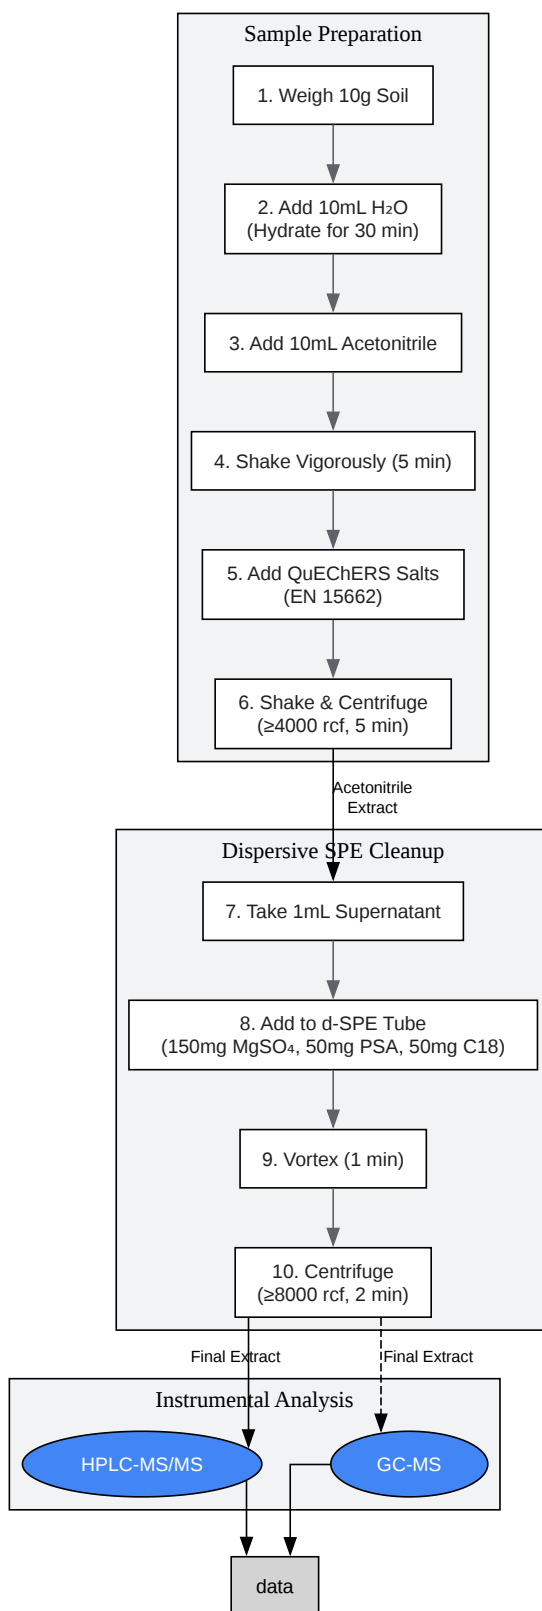 Sample Preparation
1. Weigh 10g Soil
2. Add 10mL H₂O
(Hydrate for 30 min)
3. Add 10mL Acetonitrile
4. Shake Vigorously (5 min)
5. Add QuEChERS Salts
(EN 15662)
6. Shake & Centrifuge
(≥4000 rcf, 5 min)
Acetonitrile
Extract
Dispersive SPE Cleanup
7. Take 1mL Supernatant
8. Add to d-SPE Tube
(150mg MgSO₄, 50mg PSA, 50mg C18)
9. Vortex (1 min)
10. Centrifuge
(≥8000 rcf, 2 min)
Final Extract
Final Extract
Instrumental Analysis
HPLC-MS/MS
GC-MS
data